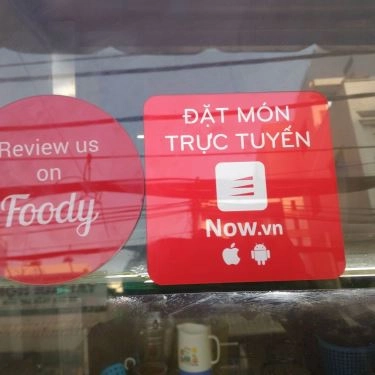 Review us
on
Foody
ĐẶT MÓN
TRỰC TUYẾN
Now.vn